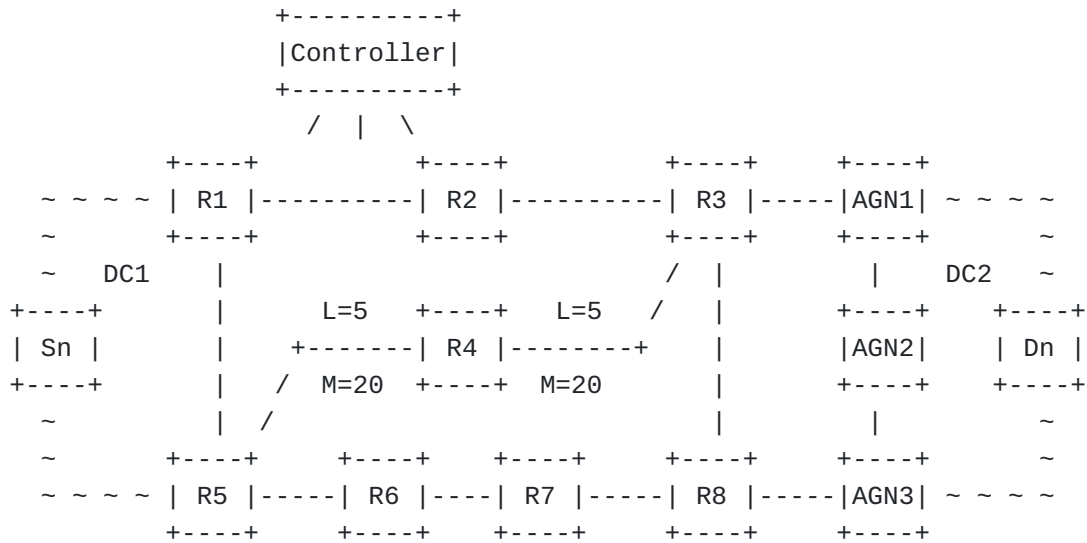 Controller
R1 R2 R3 AGN1
DC1 DC2
L=5 L=5
Sn R4 AGN2 Dn
M=20 M=20
R5 R6 R7 R8 AGN3